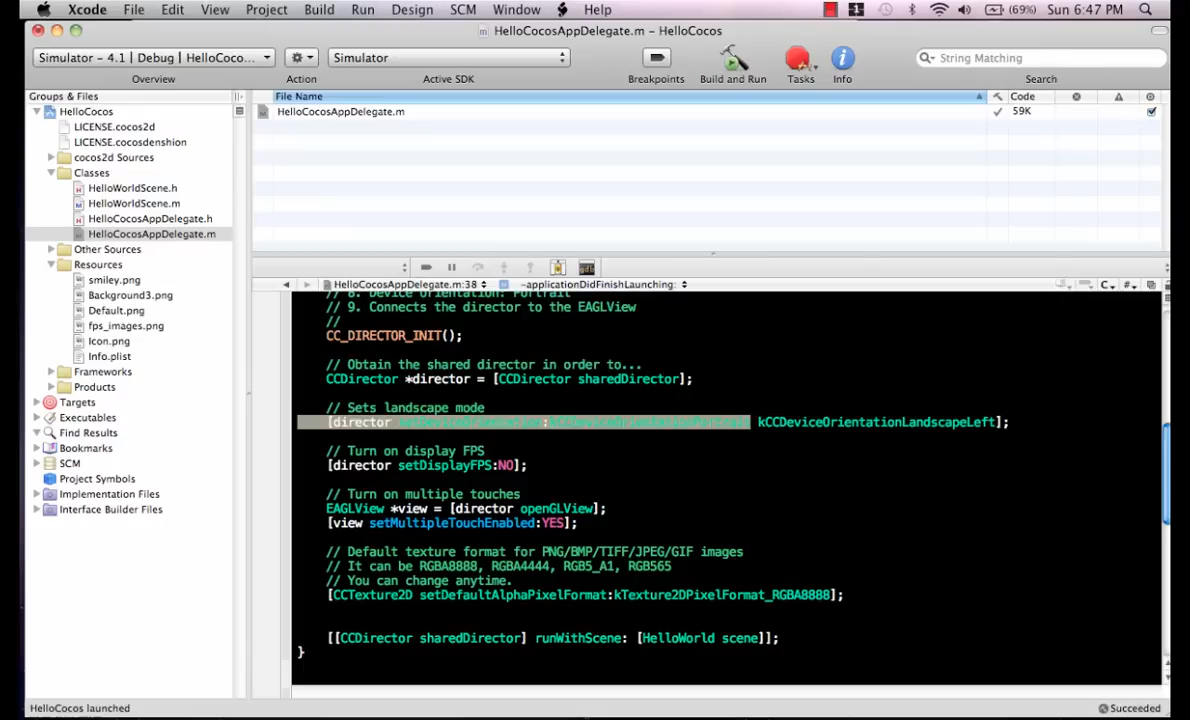 Xcode File Edit View Project Build Run Design SCM Window Help 1 (69%) Sun 6:47 PM
HelloCocosAppDelegate.m – HelloCocos
Simulator - 4.1 | Debug | HelloCoco... Simulator String Matching
Overview Action Active SDK Breakpoints Build and Run Tasks Info Search
Groups & Files File Name Code
HelloCocos HelloCocosAppDelegate.m 59K
LICENSE.cocos2d
LICENSE.cocosdenshion
cocos2d Sources
Classes
HelloWorldScene.h
HelloWorldScene.m
HelloCocosAppDelegate.h
HelloCocosAppDelegate.m
Other Sources
Resources
smiley.png
Background3.png
Default.png
fps_images.png
Icon.png
Info.plist
Frameworks
Products
Targets
Executables
Find Results
Bookmarks
SCM
Project Symbols
Implementation Files
Interface Builder Files
gdb
HelloCocosAppDelegate.m:38 -applicationDidFinishLaunching: C #
// 8. Device orientation: Portrait
// 9. Connects the director to the EAGLView
//
CC_DIRECTOR_INIT();
// Obtain the shared director in order to...
CCDirector *director = [CCDirector sharedDirector];
// Sets landscape mode
[director setDeviceOrientation:kCCDeviceOrientationPortrait kCCDeviceOrientationLandscapeLeft];
// Turn on display FPS
[director setDisplayFPS:NO];
// Turn on multiple touches
EAGLView *view = [director openGLView];
[view setMultipleTouchEnabled:YES];
// Default texture format for PNG/BMP/TIFF/JPEG/GIF images
// It can be RGBA8888, RGBA4444, RGB5_A1, RGB565
// You can change anytime.
[CCTexture2D setDefaultAlphaPixelFormat:kTexture2DPixelFormat_RGBA8888];
[[CCDirector sharedDirector] runWithScene: [HelloWorld scene]];
}
HelloCocos launched Succeeded